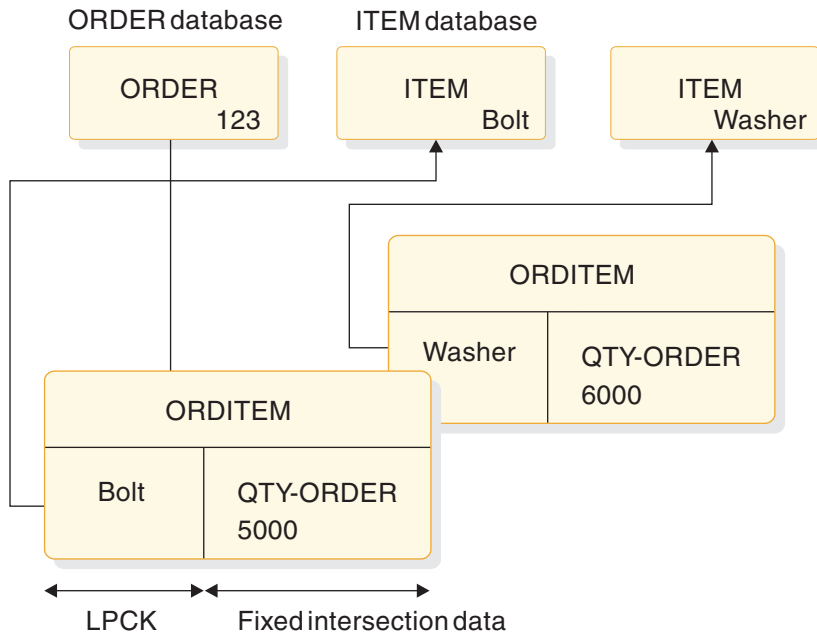 ORDER database
ITEM database
ORDER
123
ITEM
Bolt
ITEM
Washer
ORDITEM
Washer
QTY-ORDER
6000
ORDITEM
Bolt
QTY-ORDER
5000
LPCK
Fixed intersection data